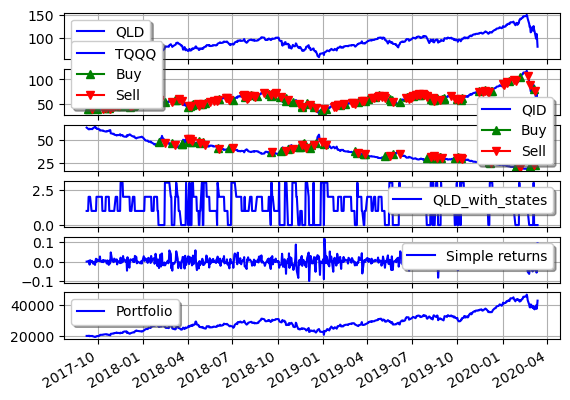 150
100
QLD
100
50
TQQQ
Buy
Sell
50
25
QID
Buy
Sell
2.5
0.0
QLD_with_states
0.1
0.0
−0.1
Simple returns
40000
20000
Portfolio
2017-10
2018-01
2018-04
2018-07
2018-10
2019-01
2019-04
2019-07
2019-10
2020-01
2020-04